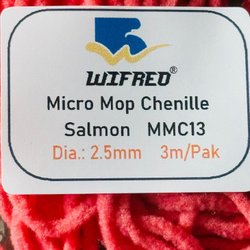 WIFREO®
Micro Mop Chenille
Salmon MMC13
Dia.: 2.5mm 3m/Pak